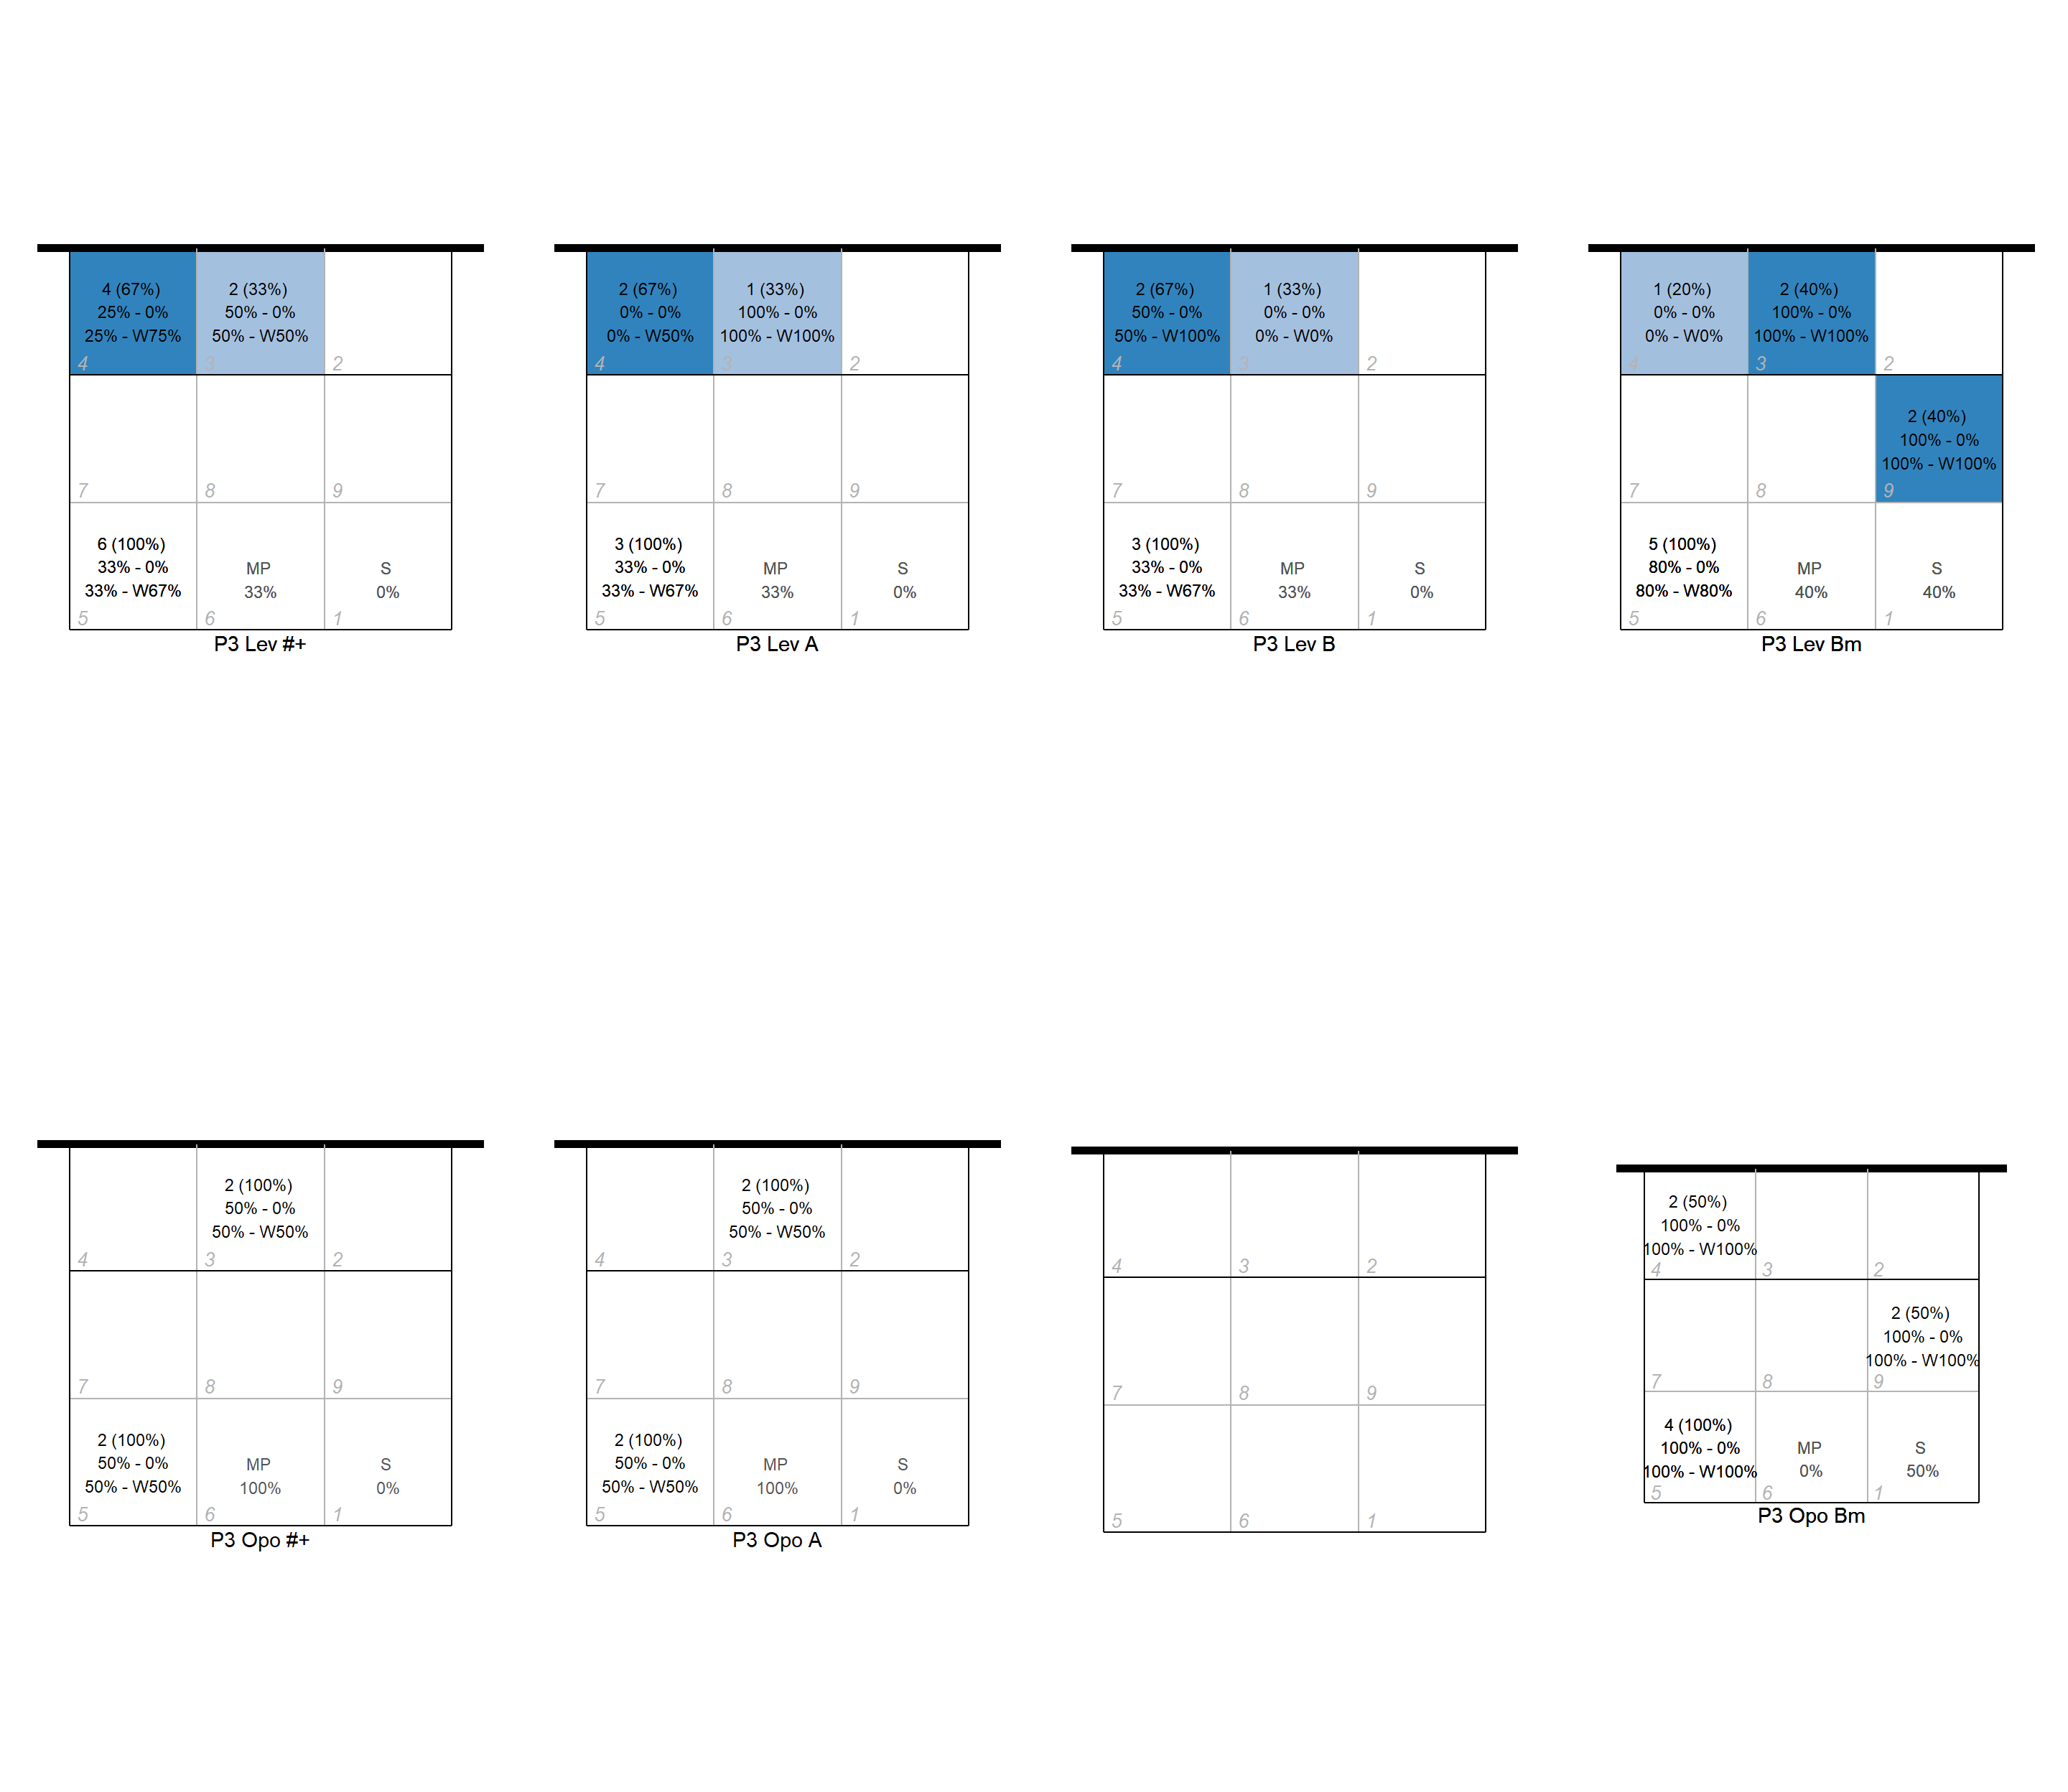 4 (67%)
25% - 0%
25% - W75%
4
2 (33%)
50% - 0%
50% - W50%
3
2
7
8
9
6 (100%)
33% - 0%
33% - W67%
5
MP
33%
6
S
0%
1
P3 Lev #+
2 (67%)
0% - 0%
0% - W50%
4
1 (33%)
100% - 0%
100% - W100%
3
2
7
8
9
3 (100%)
33% - 0%
33% - W67%
5
MP
33%
6
S
0%
1
P3 Lev A
2 (67%)
50% - 0%
50% - W100%
4
1 (33%)
0% - 0%
0% - W0%
3
2
7
8
9
3 (100%)
33% - 0%
33% - W67%
5
MP
33%
6
S
0%
1
P3 Lev B
1 (20%)
0% - 0%
0% - W0%
4
2 (40%)
100% - 0%
100% - W100%
3
2
7
8
2 (40%)
100% - 0%
100% - W100%
9
5 (100%)
80% - 0%
80% - W80%
5
MP
40%
6
S
40%
1
P3 Lev Bm
4
2 (100%)
50% - 0%
50% - W50%
3
2
7
8
9
2 (100%)
50% - 0%
50% - W50%
5
MP
100%
6
S
0%
1
P3 Opo #+
4
2 (100%)
50% - 0%
50% - W50%
3
2
7
8
9
2 (100%)
50% - 0%
50% - W50%
5
MP
100%
6
S
0%
1
P3 Opo A
4
3
2
7
8
9
5
6
1
2 (50%)
100% - 0%
100% - W100%
4
3
2
7
8
2 (50%)
100% - 0%
100% - W100%
9
4 (100%)
100% - 0%
100% - W100%
5
MP
0%
6
S
50%
1
P3 Opo Bm